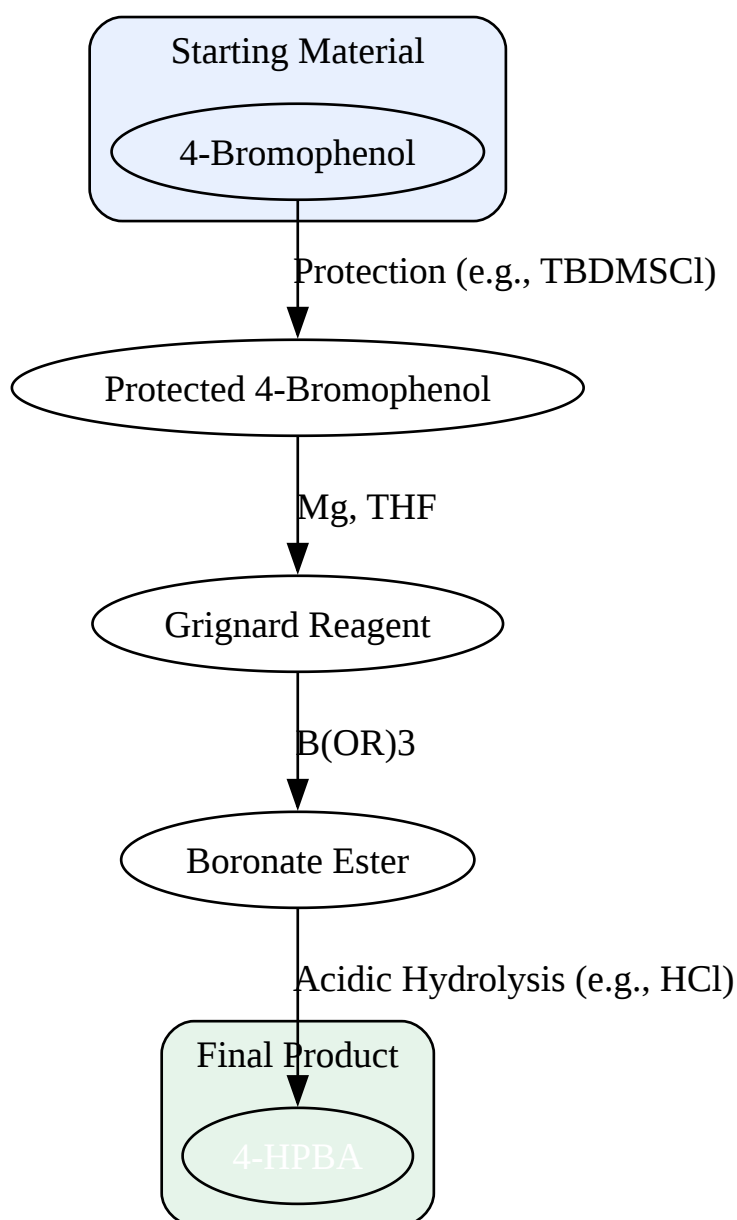 Starting Material
4-Bromophenol
Protection (e.g., TBDMSCl)
Protected 4-Bromophenol
Mg, THF
Grignard Reagent
B(OR)3
Boronate Ester
Acidic Hydrolysis (e.g., HCl)
Final Product
4-HPBA